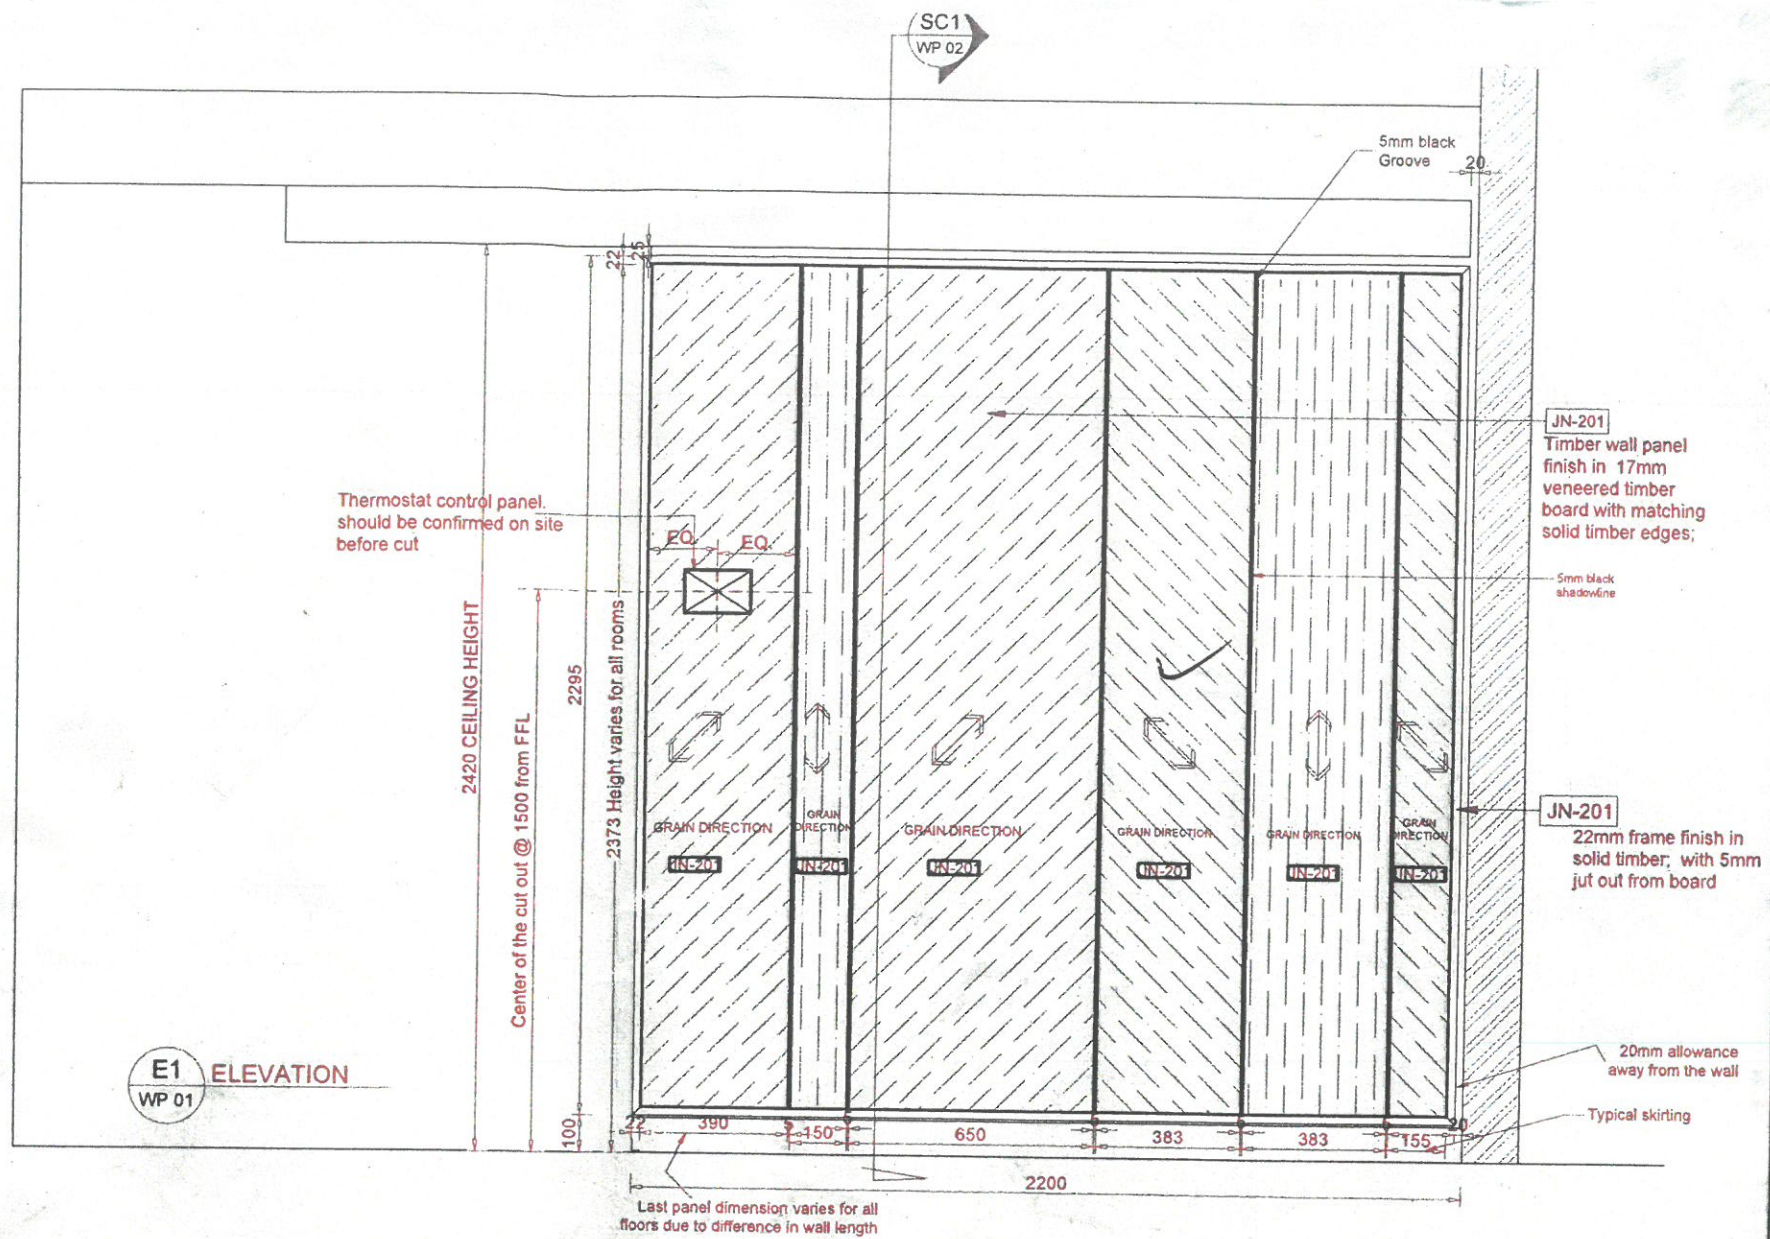 SC1
WP 02
5mm black
Groove
20
22
25
JN-201
Timber wall panel
finish in 17mm
veneered timber
board with matching
solid timber edges;
Thermostat control panel.
should be confirmed on site
before cut
EQ.
EQ.
5mm black
shadowline
2420 CEILING HEIGHT
Center of the cut out @ 1500 from FFL
2295
2373 Height varies for all rooms
GRAIN DIRECTION
GRAIN
DIRECTION
GRAIN DIRECTION
GRAIN DIRECTION
GRAIN DIRECTION
GRAIN
DIRECTION
JN-201
JN-201
JN-201
JN-201
JN-201
JN-201
JN-201
22mm frame finish in
solid timber; with 5mm
jut out from board
E1
WP 01
ELEVATION
20mm allowance
away from the wall
Typical skirting
100
22
390
5
150
650
383
383
155
20
2200
Last panel dimension varies for all
floors due to difference in wall length